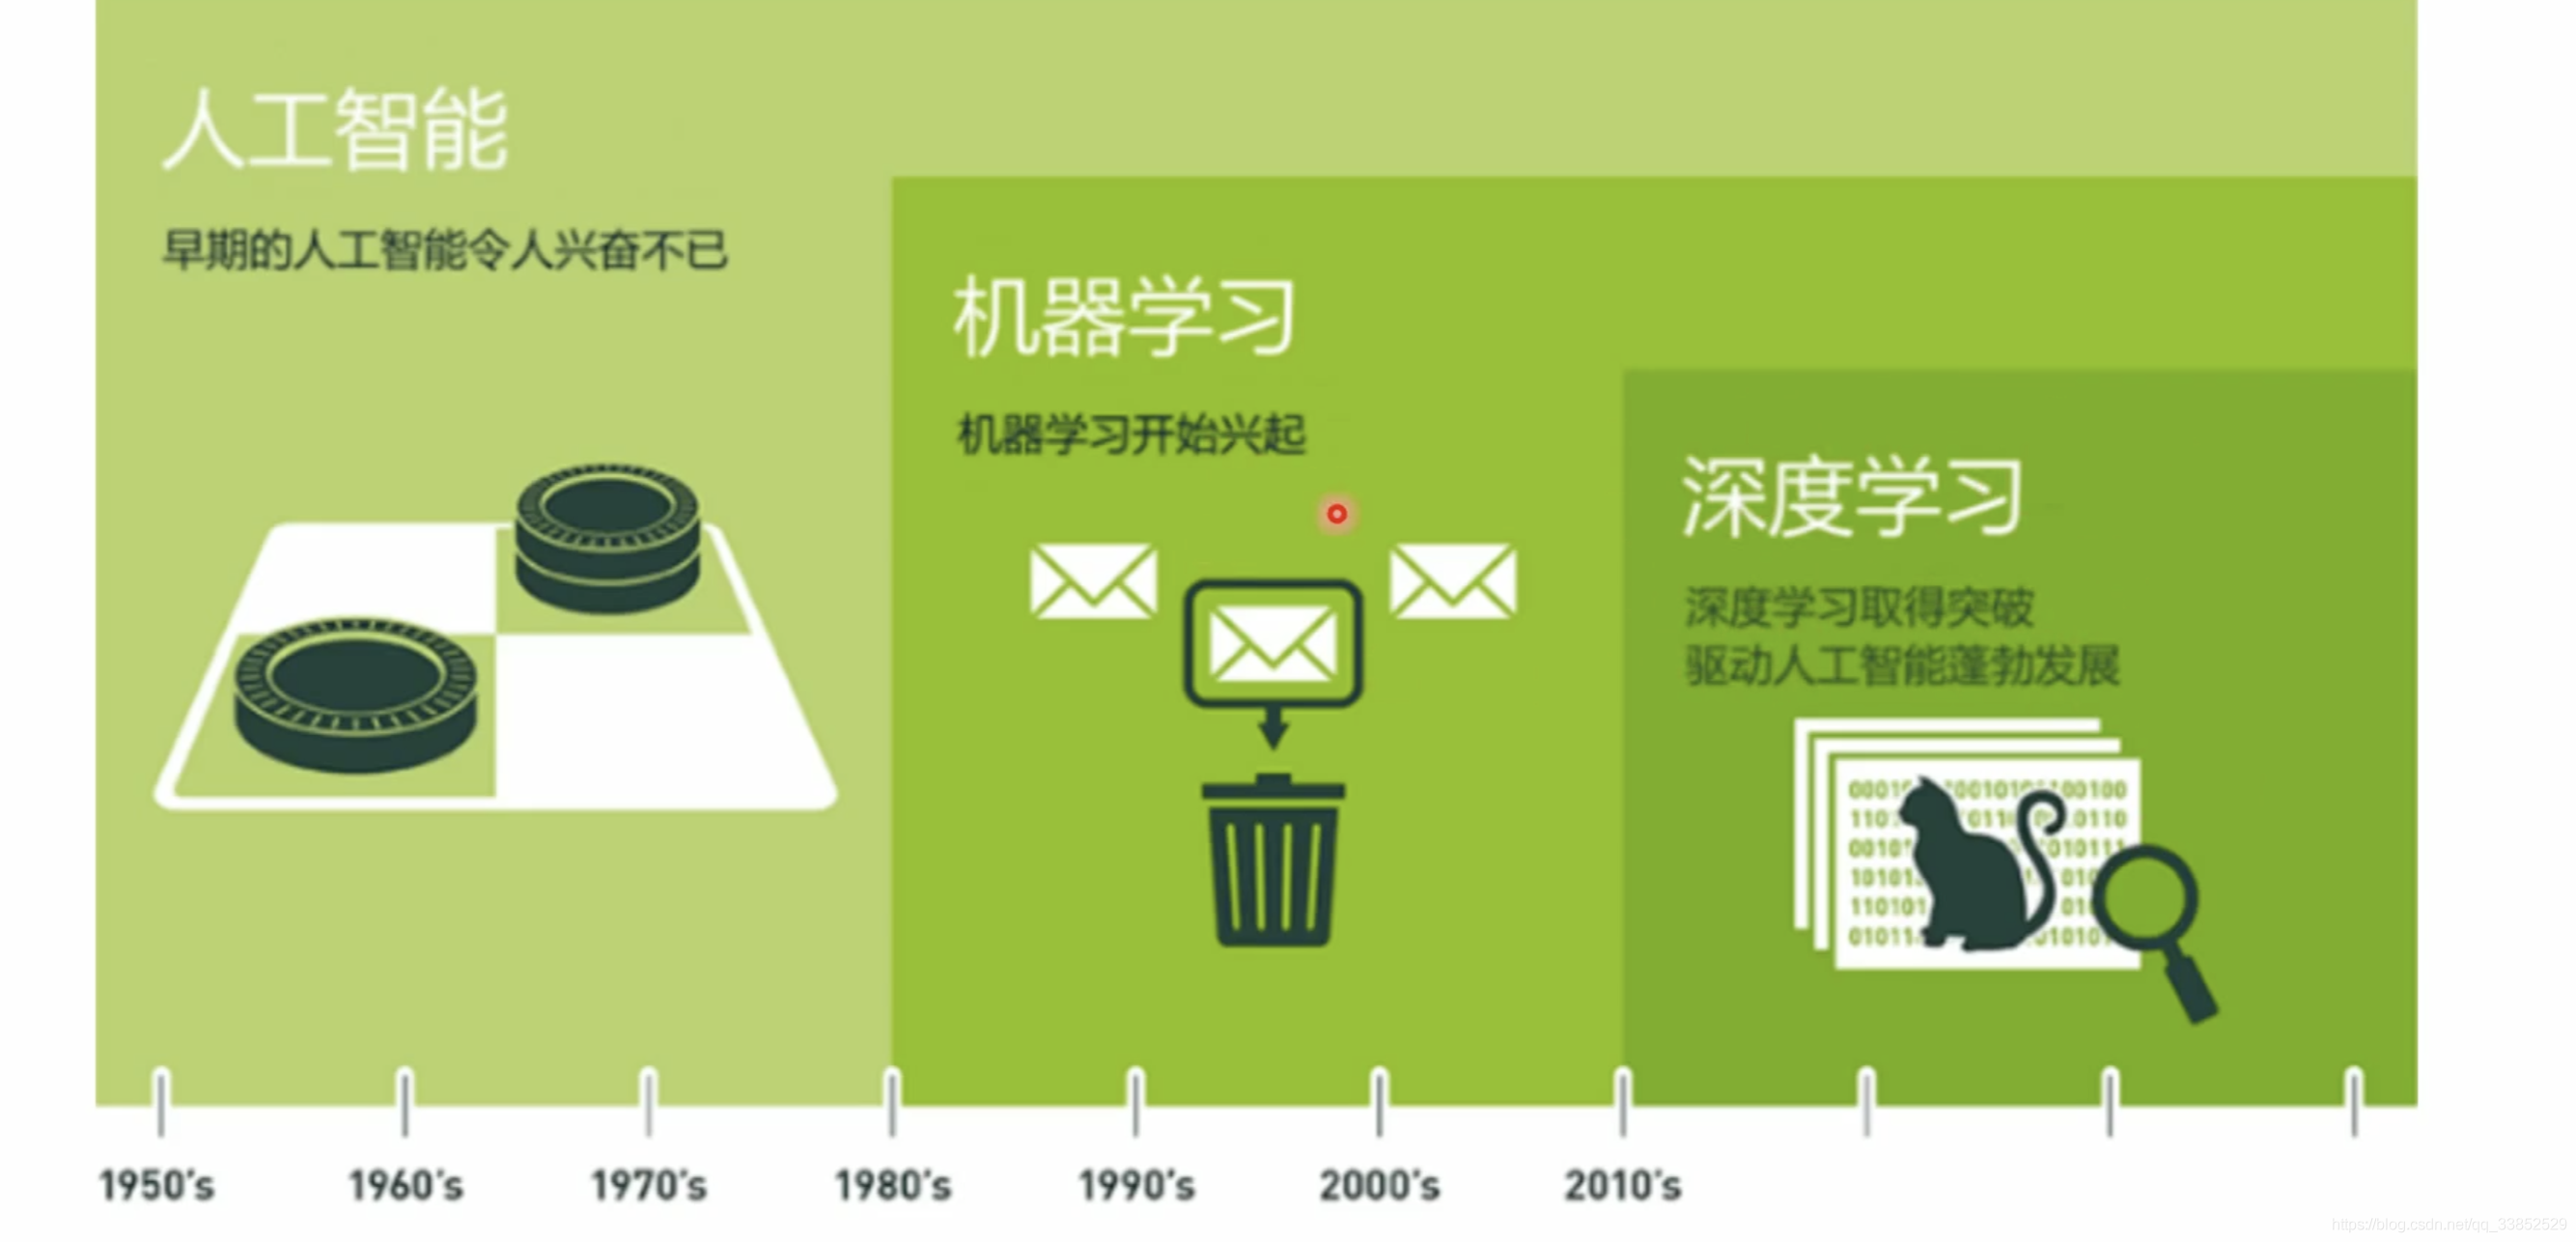 人工智能
早期的人工智能令人兴奋不已
机器学习
机器学习开始兴起
深度学习
深度学习取得突破
驱动人工智能蓬勃发展
1950's
1960's
1970's
1980's
1990's
2000's
2010's
https://blog.csdn.net/qq_33852529